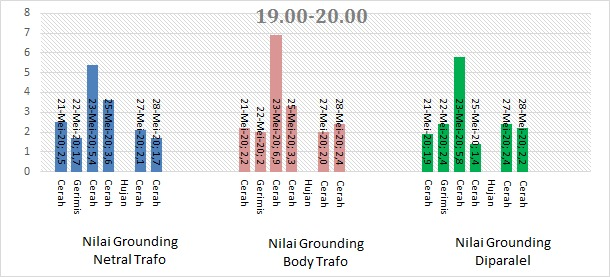 19.00-20.00
8
7
6
5
4
3
2
1
0
21-Mei-20; 2,5
22-Mei-20; 1,7
23-Mei-20; 5,4
25-Mei-20; 3,6
27-Mei-20; 2,1
28-Mei-20; 1,7
21-Mei-20; 2,2
22-Mei-20; 2
23-Mei-20; 6,9
25-Mei-20; 3,3
27-Mei-20; 2,0
28-Mei-20; 2,4
21-Mei-20; 1,9
22-Mei-20; 2,4
23-Mei-20; 5,8
25-Mei-20; 1,4
27-Mei-20; 2,4
28-Mei-20; 2,2
Cerah
Gerimis
Cerah
Cerah
Hujan
Cerah
Cerah
Cerah
Gerimis
Cerah
Cerah
Hujan
Cerah
Cerah
Cerah
Gerimis
Cerah
Cerah
Hujan
Cerah
Cerah
Nilai Grounding
Netral Trafo
Nilai Grounding
Body Trafo
Nilai Grounding
Diparalel